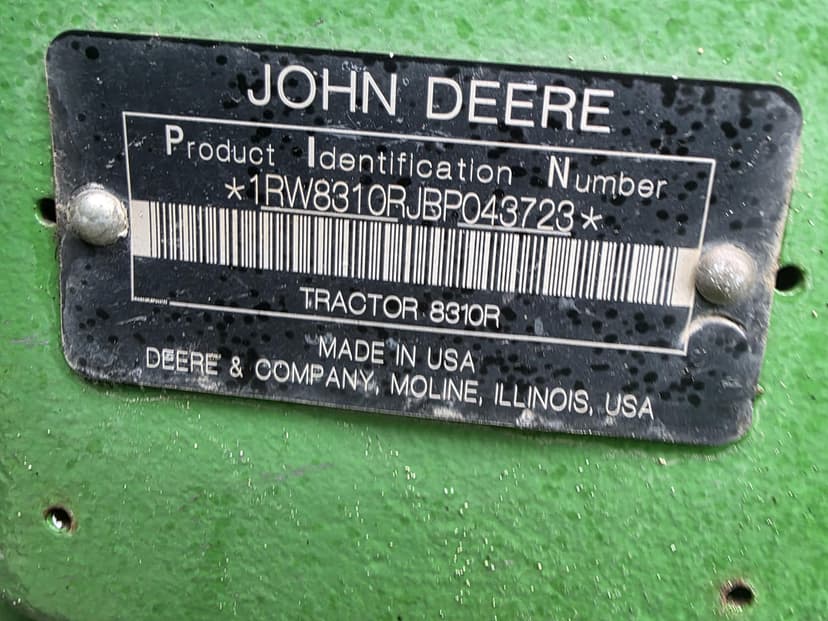 JOHN DEERE
Product Identification Number
*1RW8310RJBP043723*
TRACTOR 8310R
MADE IN USA
DEERE & COMPANY, MOLINE, ILLINOIS, USA